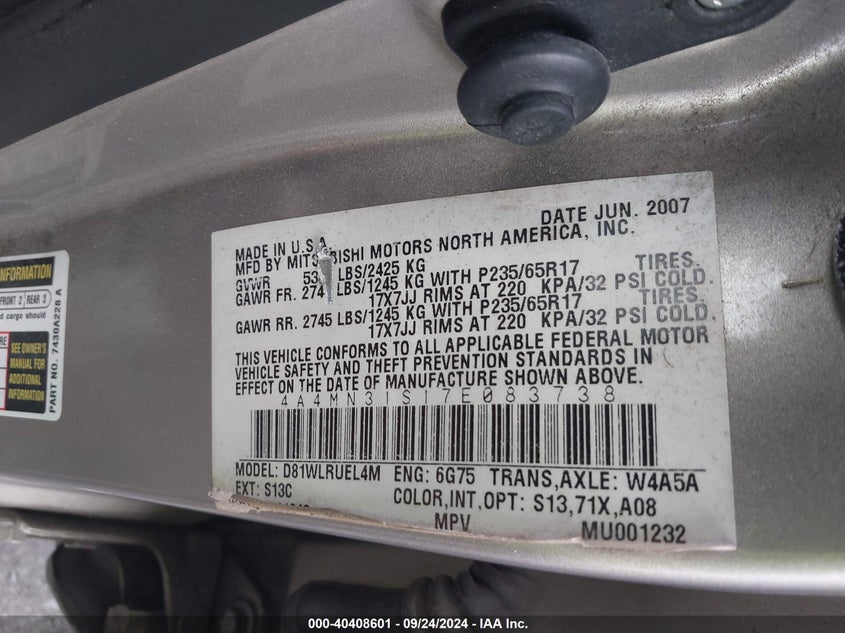 DATE JUN. 2007
MADE IN U.S.A.
MFD BY MITSUBISHI MOTORS NORTH AMERICA, INC.
GVWR LBS/2425 KG
GAWR FR. LBS/1245 KG WITH P235/65R17 TIRES.
17X7JJ RIMS AT 220 KPA/32 PSI COLD.
GAWR RR. 2745 LBS/1245 KG WITH P235/65R17 TIRES.
17X7JJ RIMS AT 220 KPA/32 PSI COLD.
THIS VEHICLE CONFORMS TO ALL APPLICABLE FEDERAL MOTOR
VEHICLE SAFETY AND THEFT PREVENTION STANDARDS IN
EFFECT ON THE DATE OF MANUFACTURE SHOWN ABOVE.
4A4MN31S17E083738
MODEL: D81WLRUEL4M ENG: 6G75 TRANS,AXLE: W4A5A
EXT: S13C COLOR,INT,OPT: S13,71X,A08
MPV MU001232
INFORMATION
FRONT 2 REAR 3
d cargo should
SEE OWNER'S
MANUAL FOR
ADDITIONAL
INFORMATION
PART NO. 7430A228 A
000-40408601 - 09/24/2024 - IAA Inc.